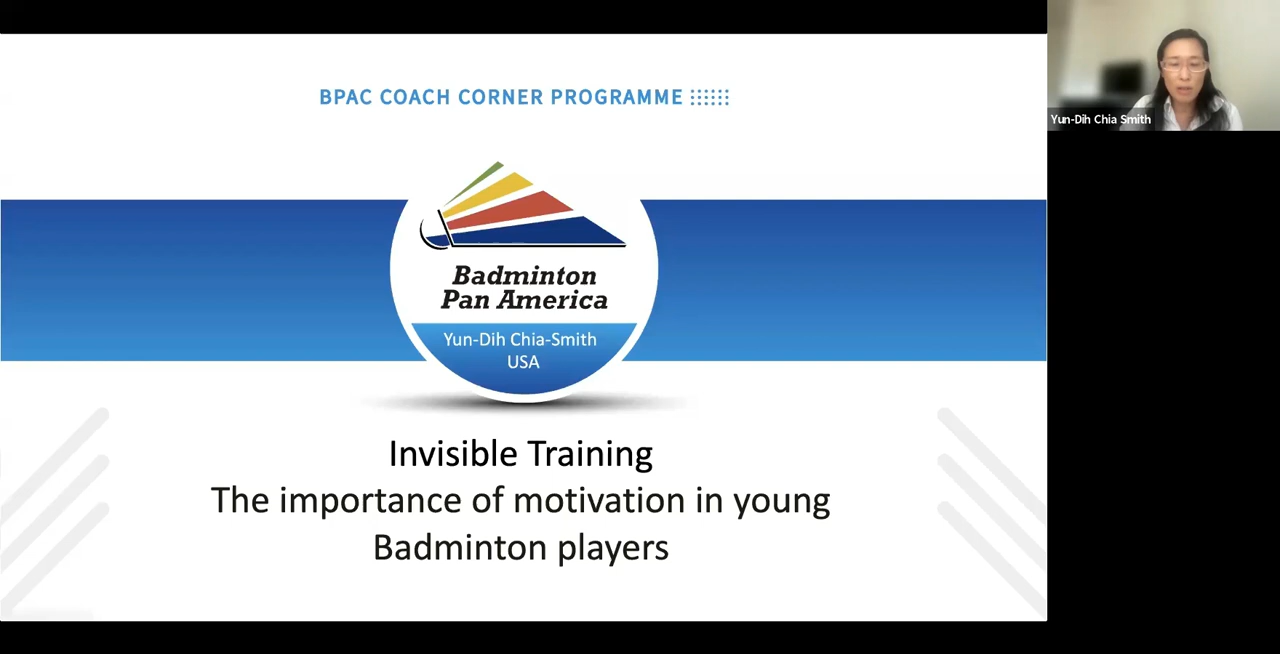 BPAC COACH CORNER PROGRAMME
Yun-Dih Chia Smith
Badminton
Pan America
Yun-Dih Chia-Smith
USA
Invisible Training
The importance of motivation in young
Badminton players